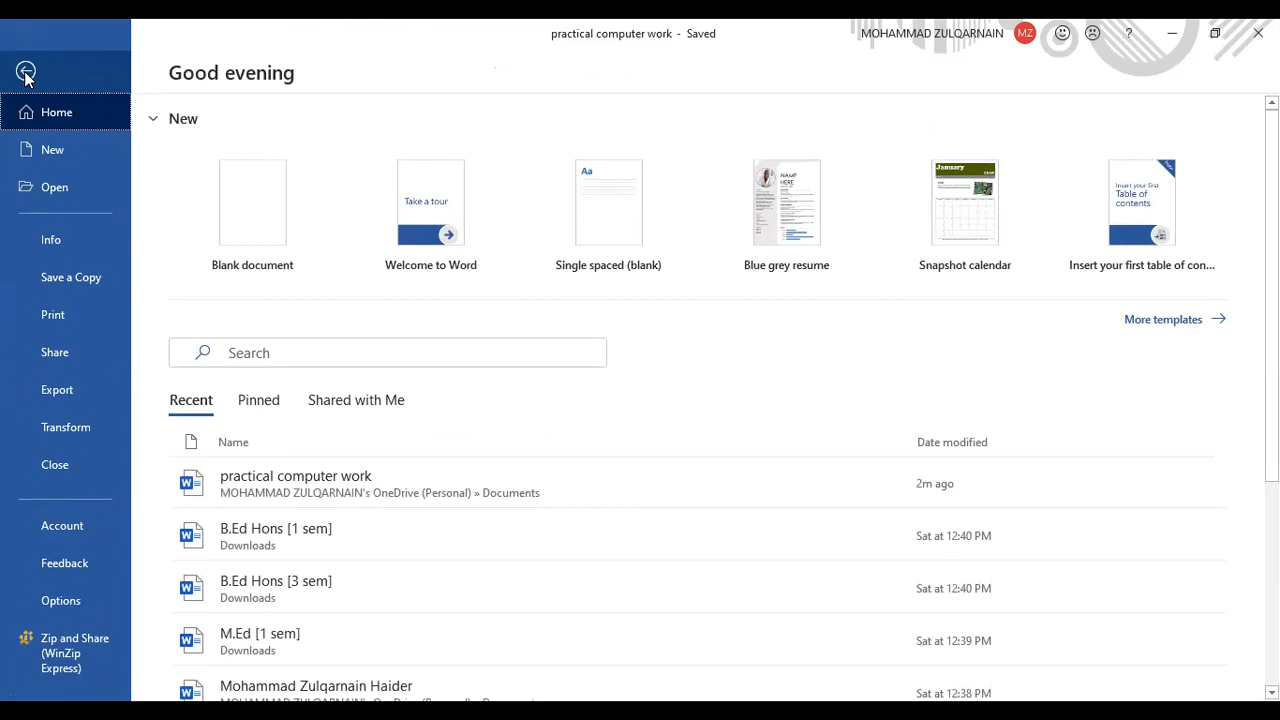 practical computer work - Saved
MOHAMMAD ZULQARNAIN MZ ?
Good evening
Home
New
Open
Info
Save a Copy
Print
Share
Export
Transform
Close
Account
Feedback
Options
Zip and Share
(WinZip
Express)
New
Take a tour
Aa
NAME
HERE
January
Insert your first
Table of
contents
Blank document
Welcome to Word
Single spaced (blank)
Blue grey resume
Snapshot calendar
Insert your first table of con...
More templates
Search
Recent Pinned Shared with Me
Name Date modified
practical computer work
MOHAMMAD ZULQARNAIN's OneDrive (Personal) » Documents
2m ago
B.Ed Hons [1 sem]
Downloads
Sat at 12:40 PM
B.Ed Hons [3 sem]
Downloads
Sat at 12:40 PM
M.Ed [1 sem]
Downloads
Sat at 12:39 PM
Mohammad Zulqarnain Haider
MOHAMMAD ZULQARNAIN's OneDrive (Personal) » Documents
Sat at 12:38 PM